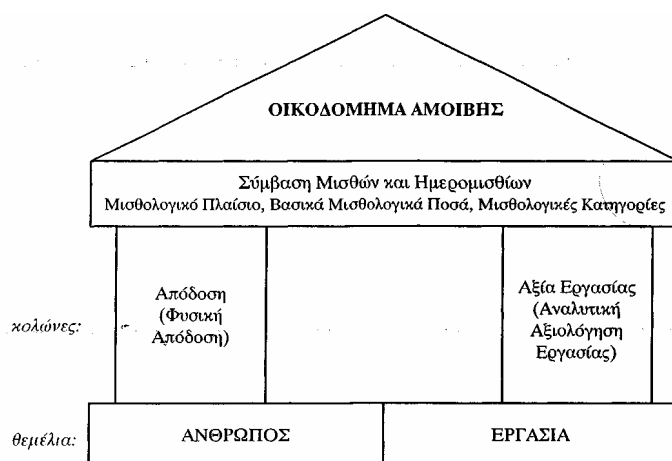 ΟΙΚΟΔΟΜΗΜΑ ΑΜΟΙΒΗΣ
Σύμβαση Μισθών και Ημερομισθίων
Μισθολογικό Πλαίσιο, Βασικά Μισθολογικά Ποσά, Μισθολογικές Κατηγορίες
κολώνες:
Απόδοση
(Φυσική
Απόδοση)
Αξία Εργασίας
(Αναλυτική
Αξιολόγηση
Εργασίας)
θεμέλια:
ΑΝΘΡΩΠΟΣ
ΕΡΓΑΣΙΑ